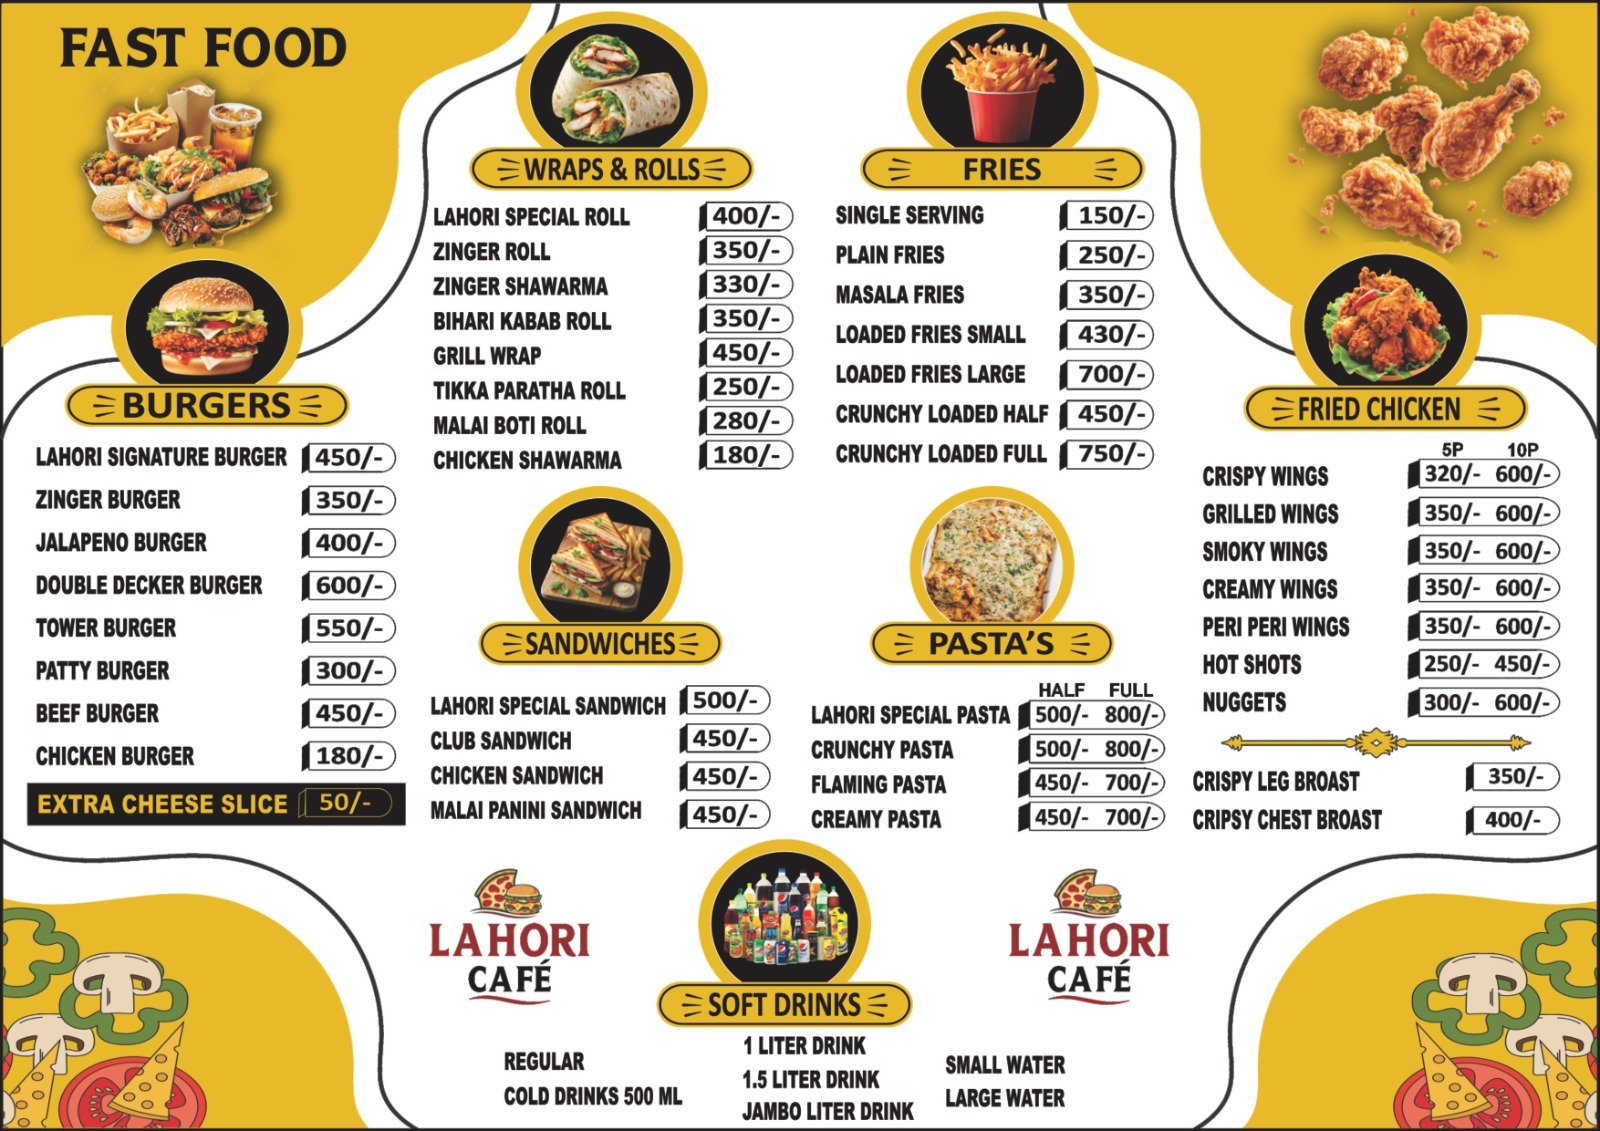 FAST FOOD
BURGERS
LAHORI SIGNATURE BURGER 450/-
ZINGER BURGER 350/-
JALAPENO BURGER 400/-
DOUBLE DECKER BURGER 600/-
TOWER BURGER 550/-
PATTY BURGER 300/-
BEEF BURGER 450/-
CHICKEN BURGER 180/-
EXTRA CHEESE SLICE 50/-
WRAPS & ROLLS
LAHORI SPECIAL ROLL 400/-
ZINGER ROLL 350/-
ZINGER SHAWARMA 330/-
BIHARI KABAB ROLL 350/-
GRILL WRAP 450/-
TIKKA PARATHA ROLL 250/-
MALAI BOTI ROLL 280/-
CHICKEN SHAWARMA 180/-
SANDWICHES
LAHORI SPECIAL SANDWICH 500/-
CLUB SANDWICH 450/-
CHICKEN SANDWICH 450/-
MALAI PANINI SANDWICH 450/-
FRIES
SINGLE SERVING 150/-
PLAIN FRIES 250/-
MASALA FRIES 350/-
LOADED FRIES SMALL 430/-
LOADED FRIES LARGE 700/-
CRUNCHY LOADED HALF 450/-
CRUNCHY LOADED FULL 750/-
PASTA'S
HALF FULL
LAHORI SPECIAL PASTA 500/- 800/-
CRUNCHY PASTA 500/- 800/-
FLAMING PASTA 450/- 700/-
CREAMY PASTA 450/- 700/-
FRIED CHICKEN
5P 10P
CRISPY WINGS 320/- 600/-
GRILLED WINGS 350/- 600/-
SMOKY WINGS 350/- 600/-
CREAMY WINGS 350/- 600/-
PERI PERI WINGS 350/- 600/-
HOT SHOTS 250/- 450/-
NUGGETS 300/- 600/-
CRISPY LEG BROAST 350/-
CRIPSY CHEST BROAST 400/-
LAHORI
CAFÉ
SOFT DRINKS
REGULAR
COLD DRINKS 500 ML
1 LITER DRINK
1.5 LITER DRINK
JAMBO LITER DRINK
SMALL WATER
LARGE WATER
LAHORI
CAFÉ